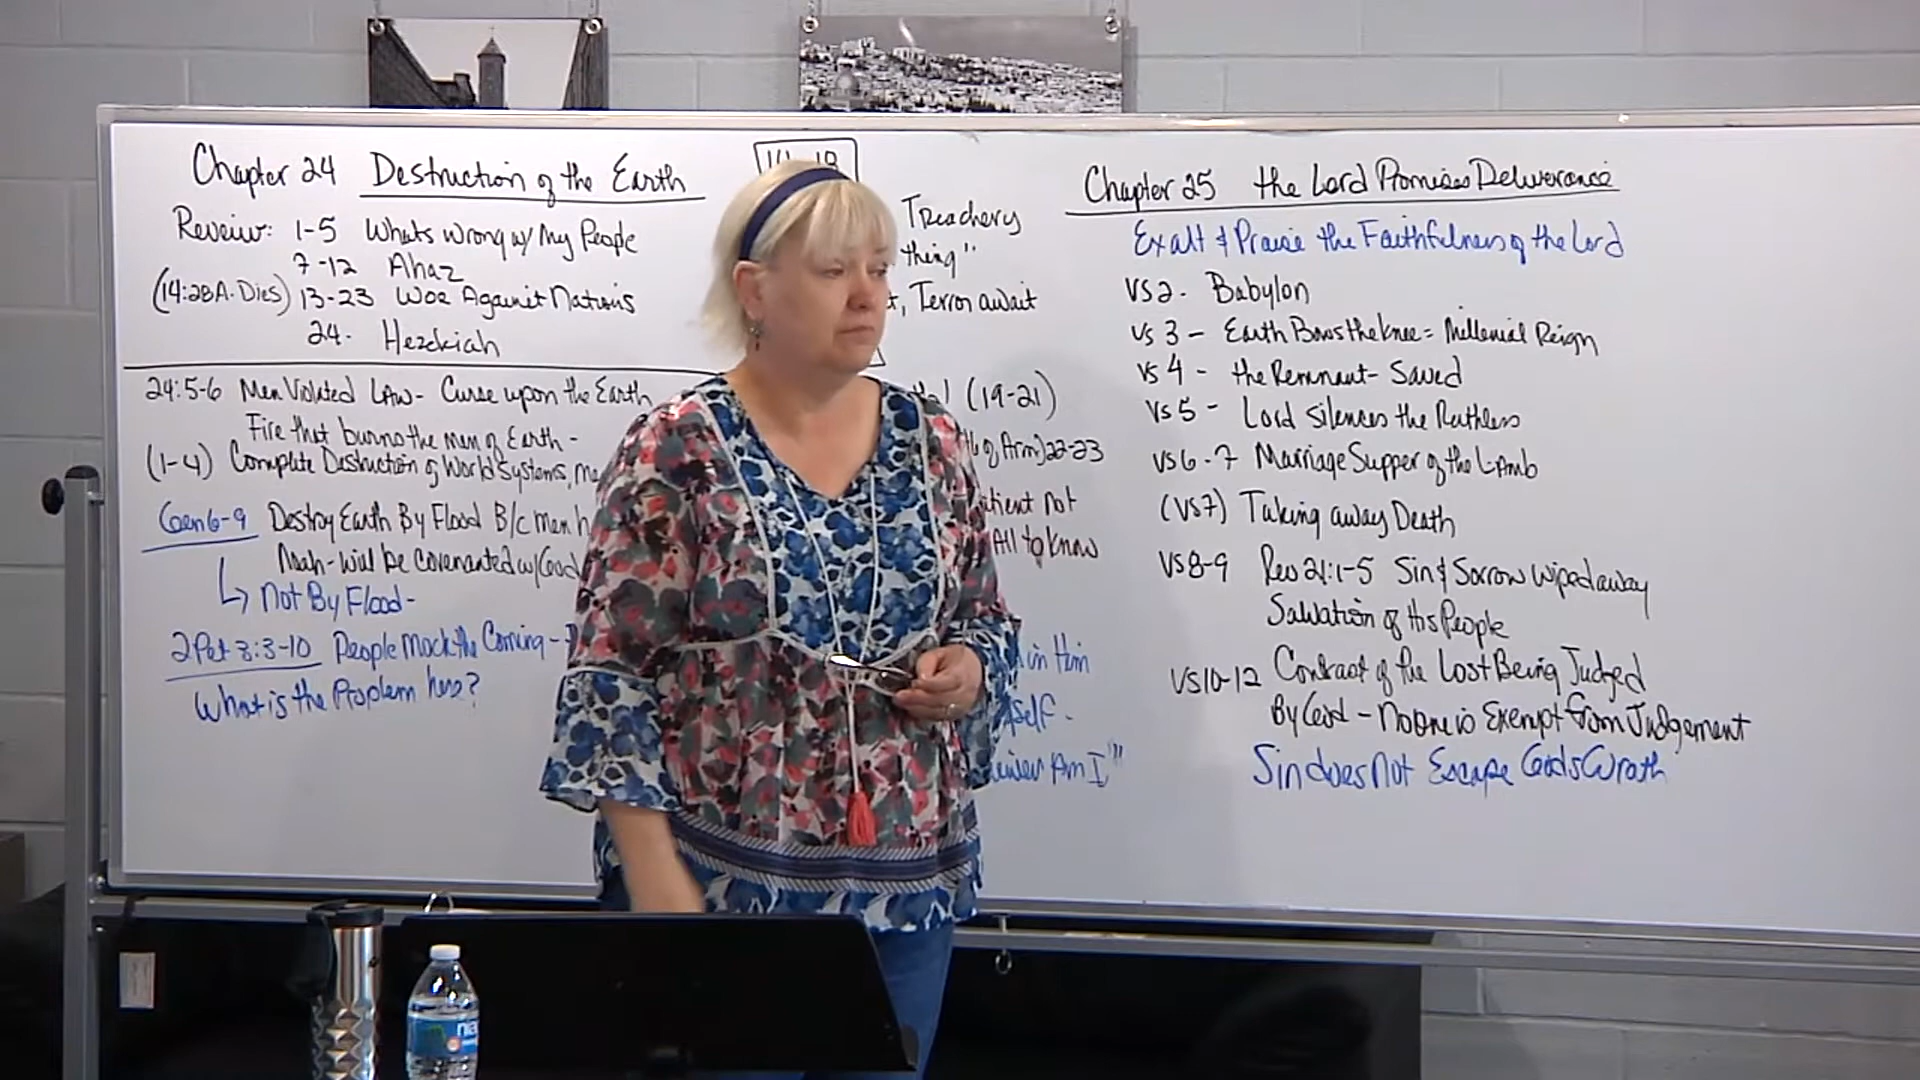 Chapter 24 Destruction of the Earth
Reveiw: 1-5 Whats wrong w/ My People
7-12 Ahaz
(14:28 A. Dies) 13-23 Woe Against Nations
24. Hezekiah
24:5-6 Men Violated Law - Curse upon the Earth
Fire that burns the men of Earth -
(1-4) Complete Destruction of World Systems,
Gen 6-9 Destroy Earth By Flood B/c Men
Noah - Will be Covenanted w/ God
↳ Not By Flood -
2 Pet 3:3-10 People Mock the Coming -
What is the Problem here?
Treachery
thing"
Terror await
(19-21)
of Arm) 22-23
Not
All to Know
in Him
self -
Am I"
Chapter 25 the Lord Promises Deliverance
Exalt & Praise the Faithfulness of the Lord
vs 2. Babylon
vs 3 - Earth Bows the Knee = Millenial Reign
vs 4 - the Remnant - Saved
vs 5 - Lord Silences the Ruthless
vs 6-7 Marriage Supper of the Lamb
(vs 7) Taking away Death
vs 8-9 Rev 21:1-5 Sin & Sorrow wiped away
Salvation of His People
vs 10-12 Contrast of the Lost Being Judged
By God - No one is Exempt from Judgement
Sin does Not Escape Gods Wrath